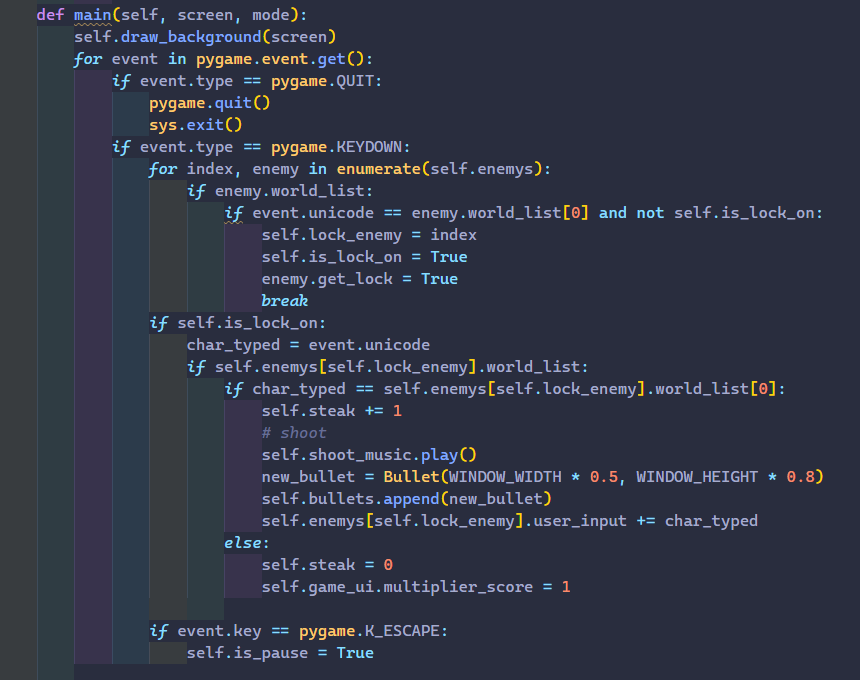 def main(self, screen, mode):
    self.draw_background(screen)
    for event in pygame.event.get():
        if event.type == pygame.QUIT:
            pygame.quit()
            sys.exit()
        if event.type == pygame.KEYDOWN:
            for index, enemy in enumerate(self.enemys):
                if enemy.world_list:
                    if event.unicode == enemy.world_list[0] and not self.is_lock_on:
                        self.lock_enemy = index
                        self.is_lock_on = True
                        enemy.get_lock = True
                        break
            if self.is_lock_on:
                char_typed = event.unicode
                if self.enemys[self.lock_enemy].world_list:
                    if char_typed == self.enemys[self.lock_enemy].world_list[0]:
                        self.steak += 1
                        # shoot
                        self.shoot_music.play()
                        new_bullet = Bullet(WINDOW_WIDTH * 0.5, WINDOW_HEIGHT * 0.8)
                        self.bullets.append(new_bullet)
                        self.enemys[self.lock_enemy].user_input += char_typed
                    else:
                        self.steak = 0
                        self.game_ui.multiplier_score = 1
            if event.key == pygame.K_ESCAPE:
                self.is_pause = True